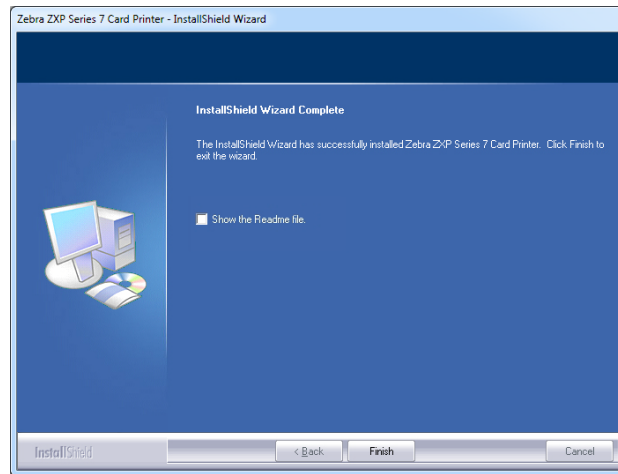 Zebra ZXP Series 7 Card Printer - InstallShield Wizard
InstallShield Wizard Complete
The InstallShield Wizard has successfully installed Zebra ZXP Series 7 Card Printer. Click Finish to
exit the wizard.
Show the Readme file.
InstallShield
< Back
Finish
Cancel